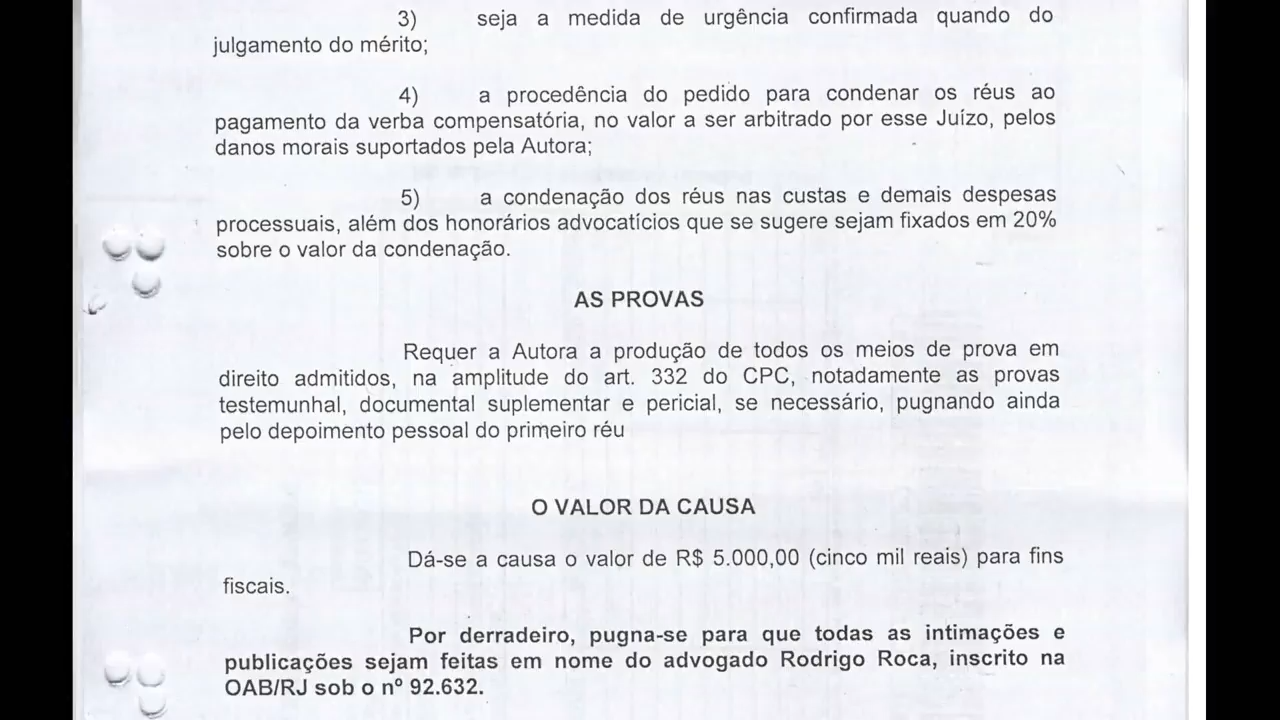 3) seja a medida de urgência confirmada quando do
julgamento do mérito;
4) a procedência do pedido para condenar os réus ao
pagamento da verba compensatória, no valor a ser arbitrado por esse Juízo, pelos
danos morais suportados pela Autora;
5) a condenação dos réus nas custas e demais despesas
processuais, além dos honorários advocatícios que se sugere sejam fixados em 20%
sobre o valor da condenação.
AS PROVAS
Requer a Autora a produção de todos os meios de prova em
direito admitidos, na amplitude do art. 332 do CPC, notadamente as provas
testemunhal, documental suplementar e pericial, se necessário, pugnando ainda
pelo depoimento pessoal do primeiro réu
O VALOR DA CAUSA
Dá-se a causa o valor de R$ 5.000,00 (cinco mil reais) para fins
fiscais.
Por derradeiro, pugna-se para que todas as intimações e
publicações sejam feitas em nome do advogado Rodrigo Roca, inscrito na
OAB/RJ sob o nº 92.632.